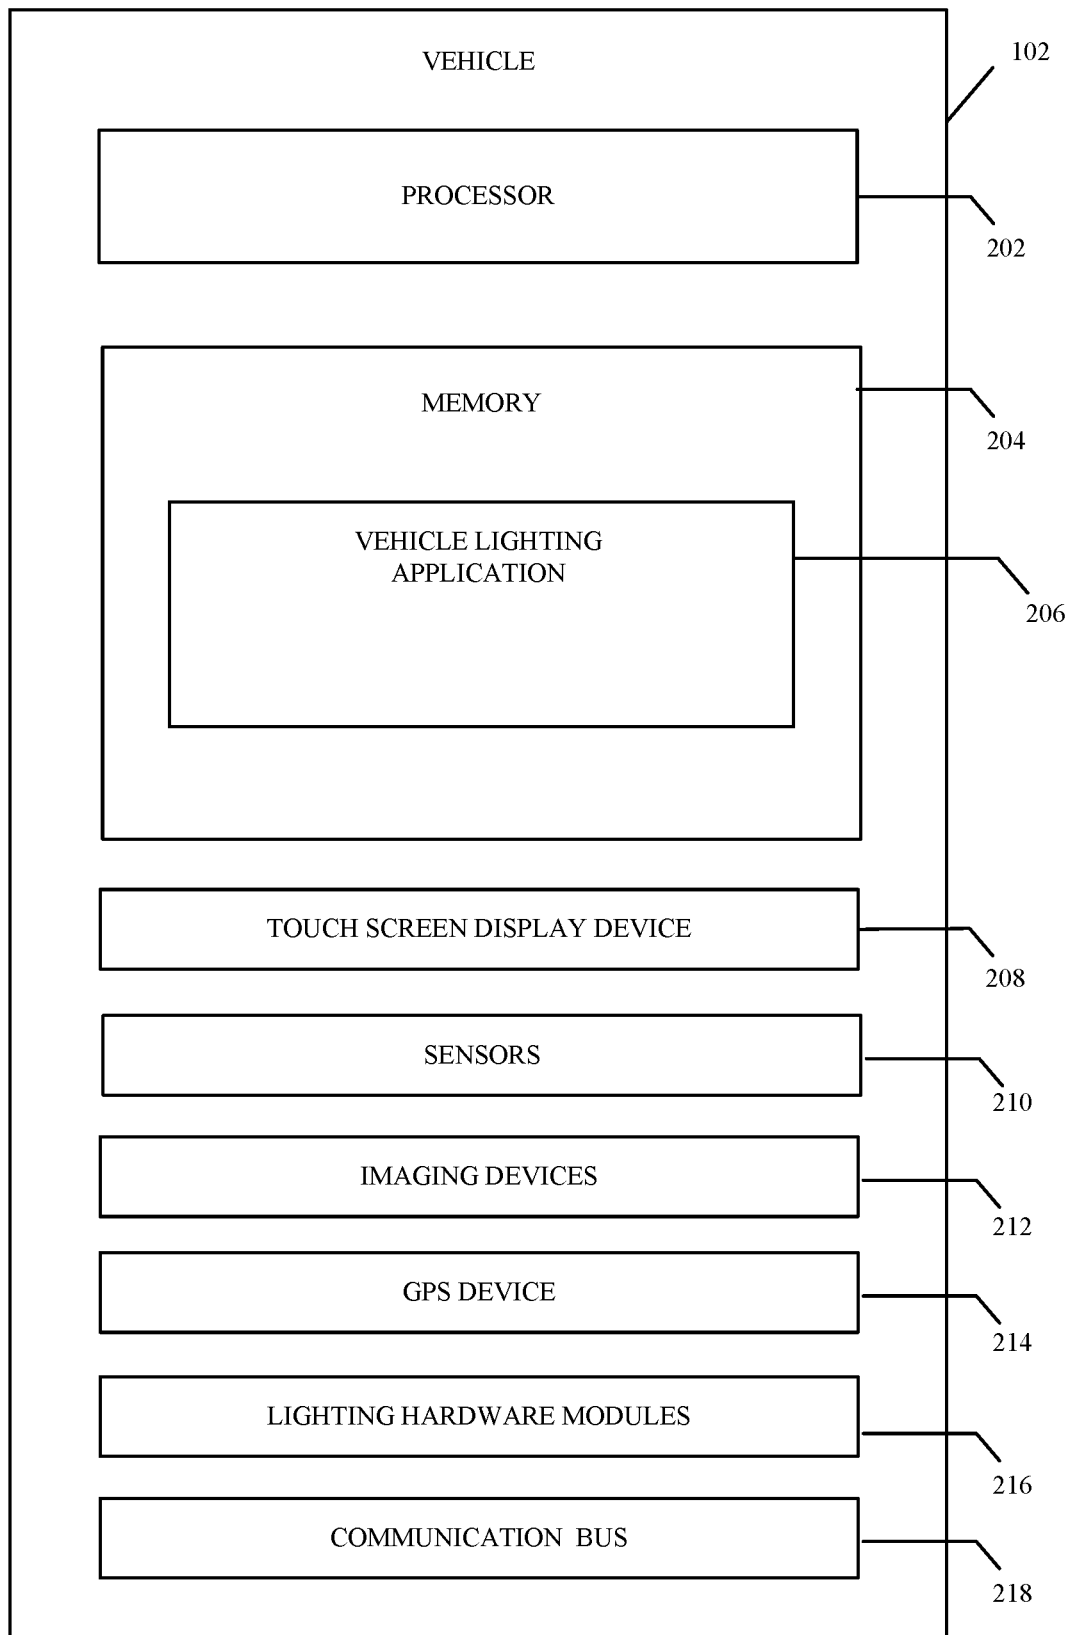 VEHICLE
102
PROCESSOR
202
MEMORY
204
VEHICLE LIGHTING
APPLICATION
206
TOUCH SCREEN DISPLAY DEVICE
208
SENSORS
210
IMAGING DEVICES
212
GPS DEVICE
214
LIGHTING HARDWARE MODULES
216
COMMUNICATION BUS
218